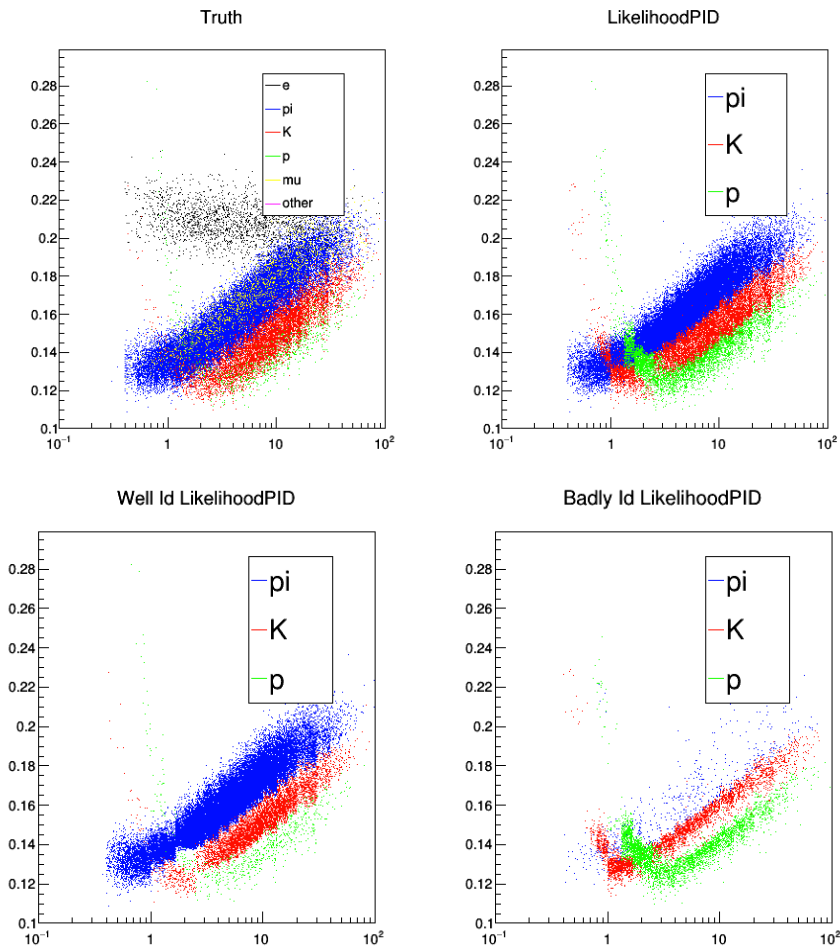 Truth
0.28
0.26
0.24
0.22
0.2
0.18
0.16
0.14
0.12
0.1
10⁻¹
1
10
10²
e
pi
K
p
mu
other
LikelihoodPID
0.28
0.26
0.24
0.22
0.2
0.18
0.16
0.14
0.12
0.1
10⁻¹
1
10
10²
pi
K
p
Well Id LikelihoodPID
0.28
0.26
0.24
0.22
0.2
0.18
0.16
0.14
0.12
0.1
10⁻¹
1
10
10²
pi
K
p
Badly Id LikelihoodPID
0.28
0.26
0.24
0.22
0.2
0.18
0.16
0.14
0.12
0.1
10⁻¹
1
10
10²
pi
K
p